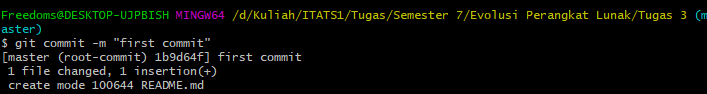 Freedoms@DESKTOP-UJPBISH MINGW64 /d/Kuliah/ITATS1/Tugas/Semester 7/Evolusi Perangkat Lunak/Tugas 3 (m
aster)
$ git commit -m "first commit"
[master (root-commit) 1b9d64f] first commit
 1 file changed, 1 insertion(+)
 create mode 100644 README.md